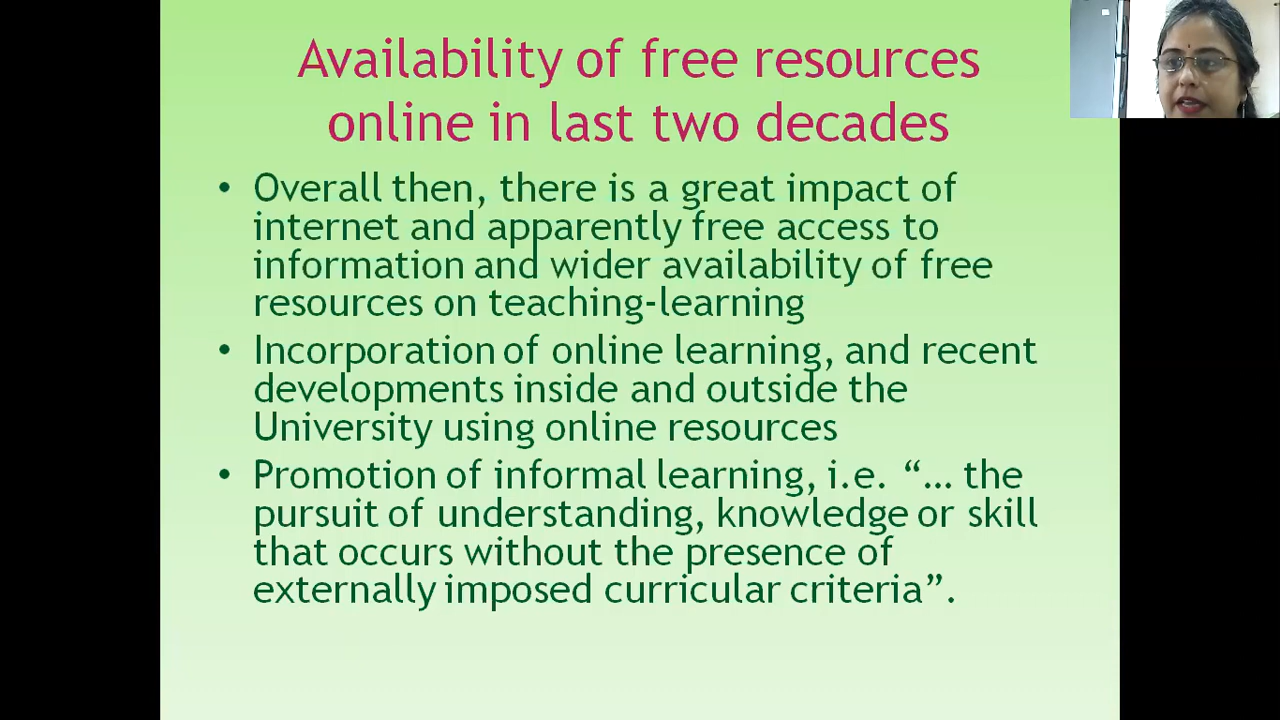 Availability of free resources
online in last two decades
• Overall then, there is a great impact of
internet and apparently free access to
information and wider availability of free
resources on teaching-learning
• Incorporation of online learning, and recent
developments inside and outside the
University using online resources
• Promotion of informal learning, i.e. “… the
pursuit of understanding, knowledge or skill
that occurs without the presence of
externally imposed curricular criteria”.